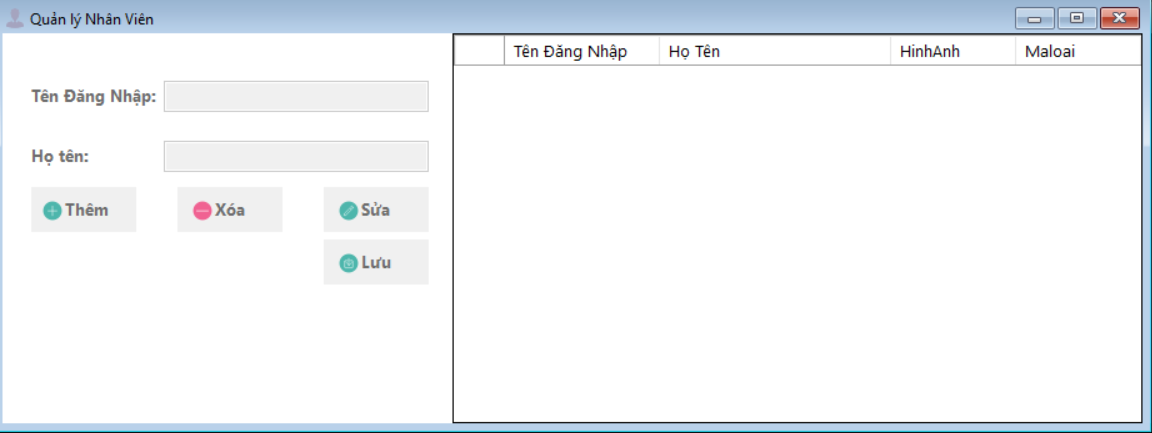 Quản lý Nhân Viên
Tên Đăng Nhập:
Họ tên:
Thêm Xóa Sửa
Lưu
Tên Đăng Nhập Họ Tên HinhAnh Maloai